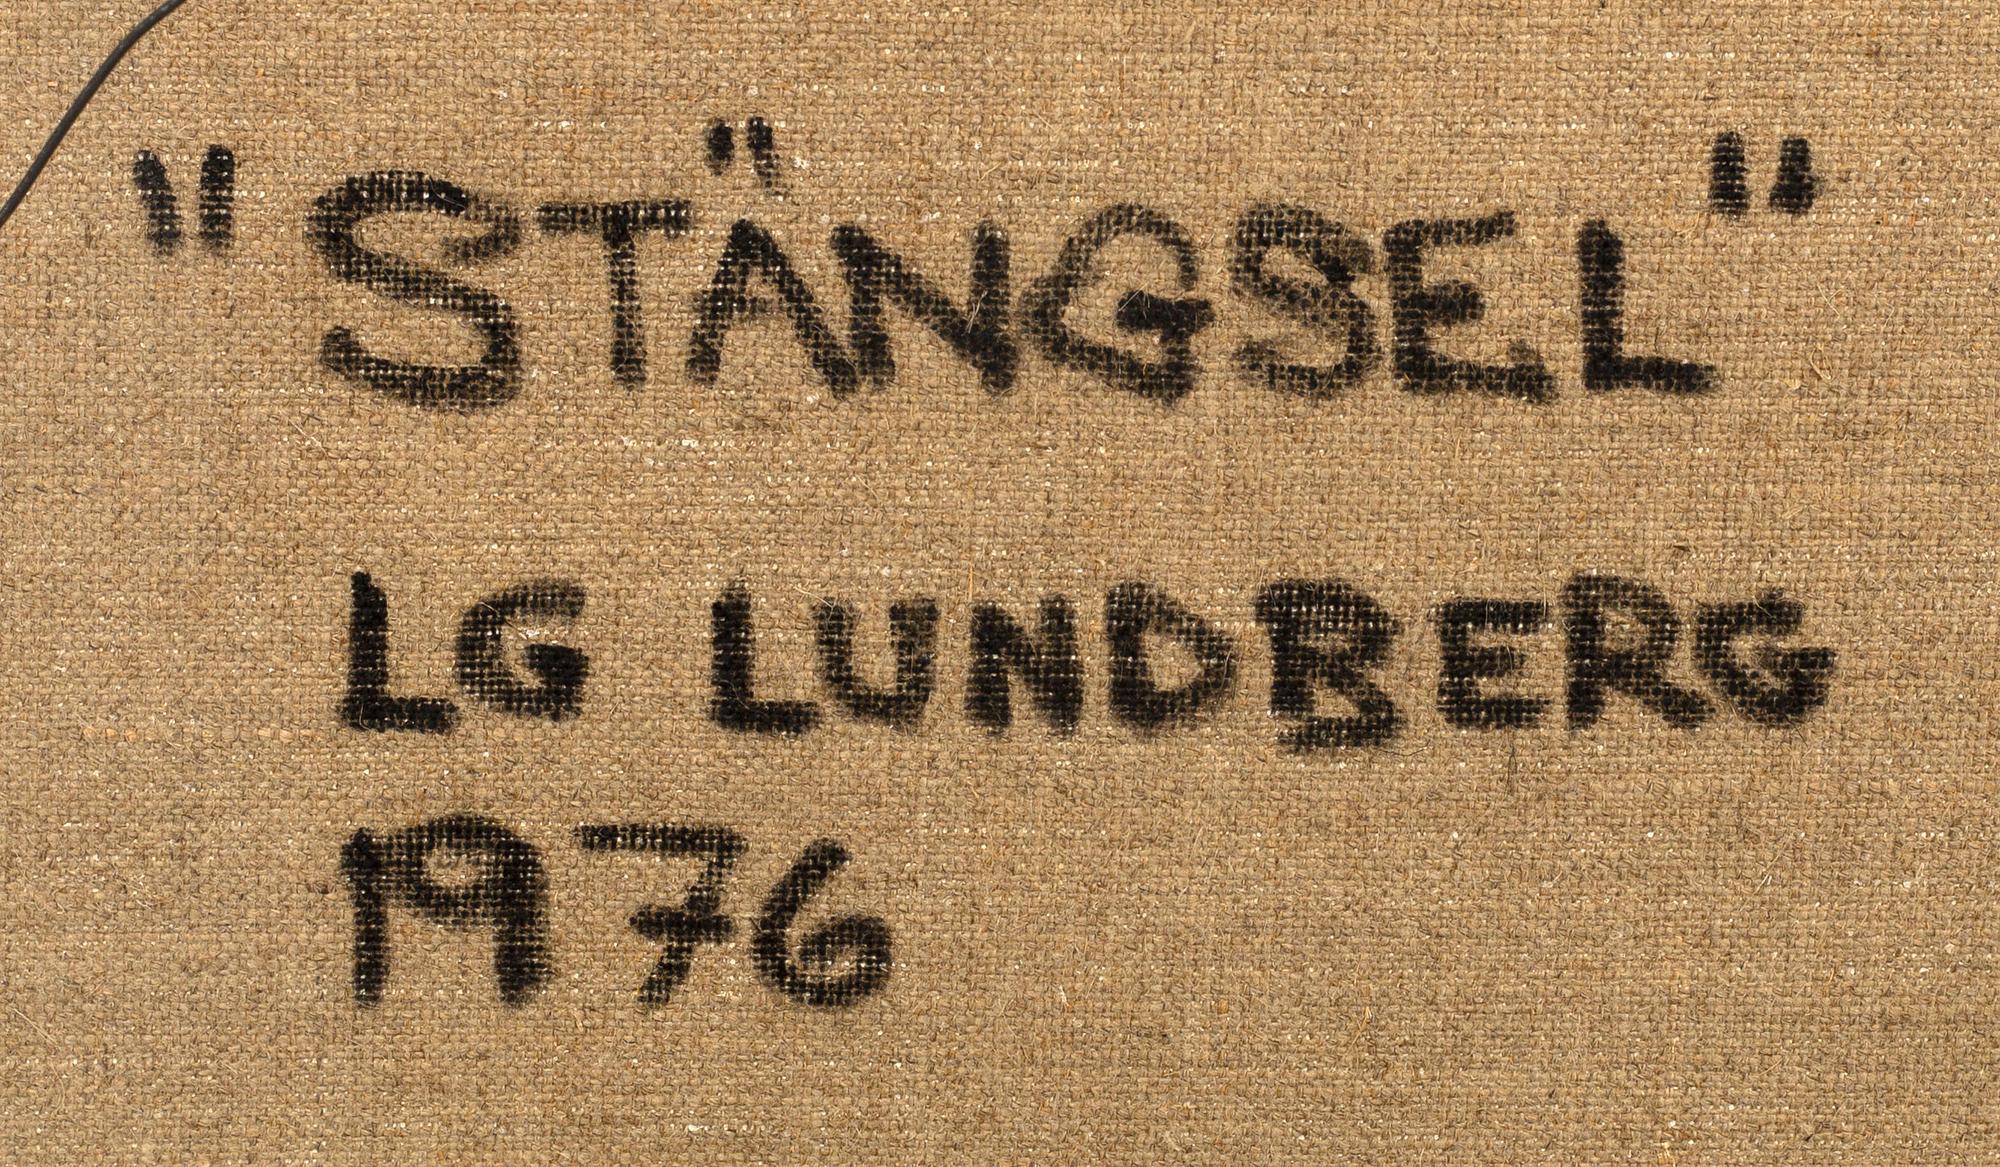 "STÄNGSEL"
LG LUNDBERG
1976